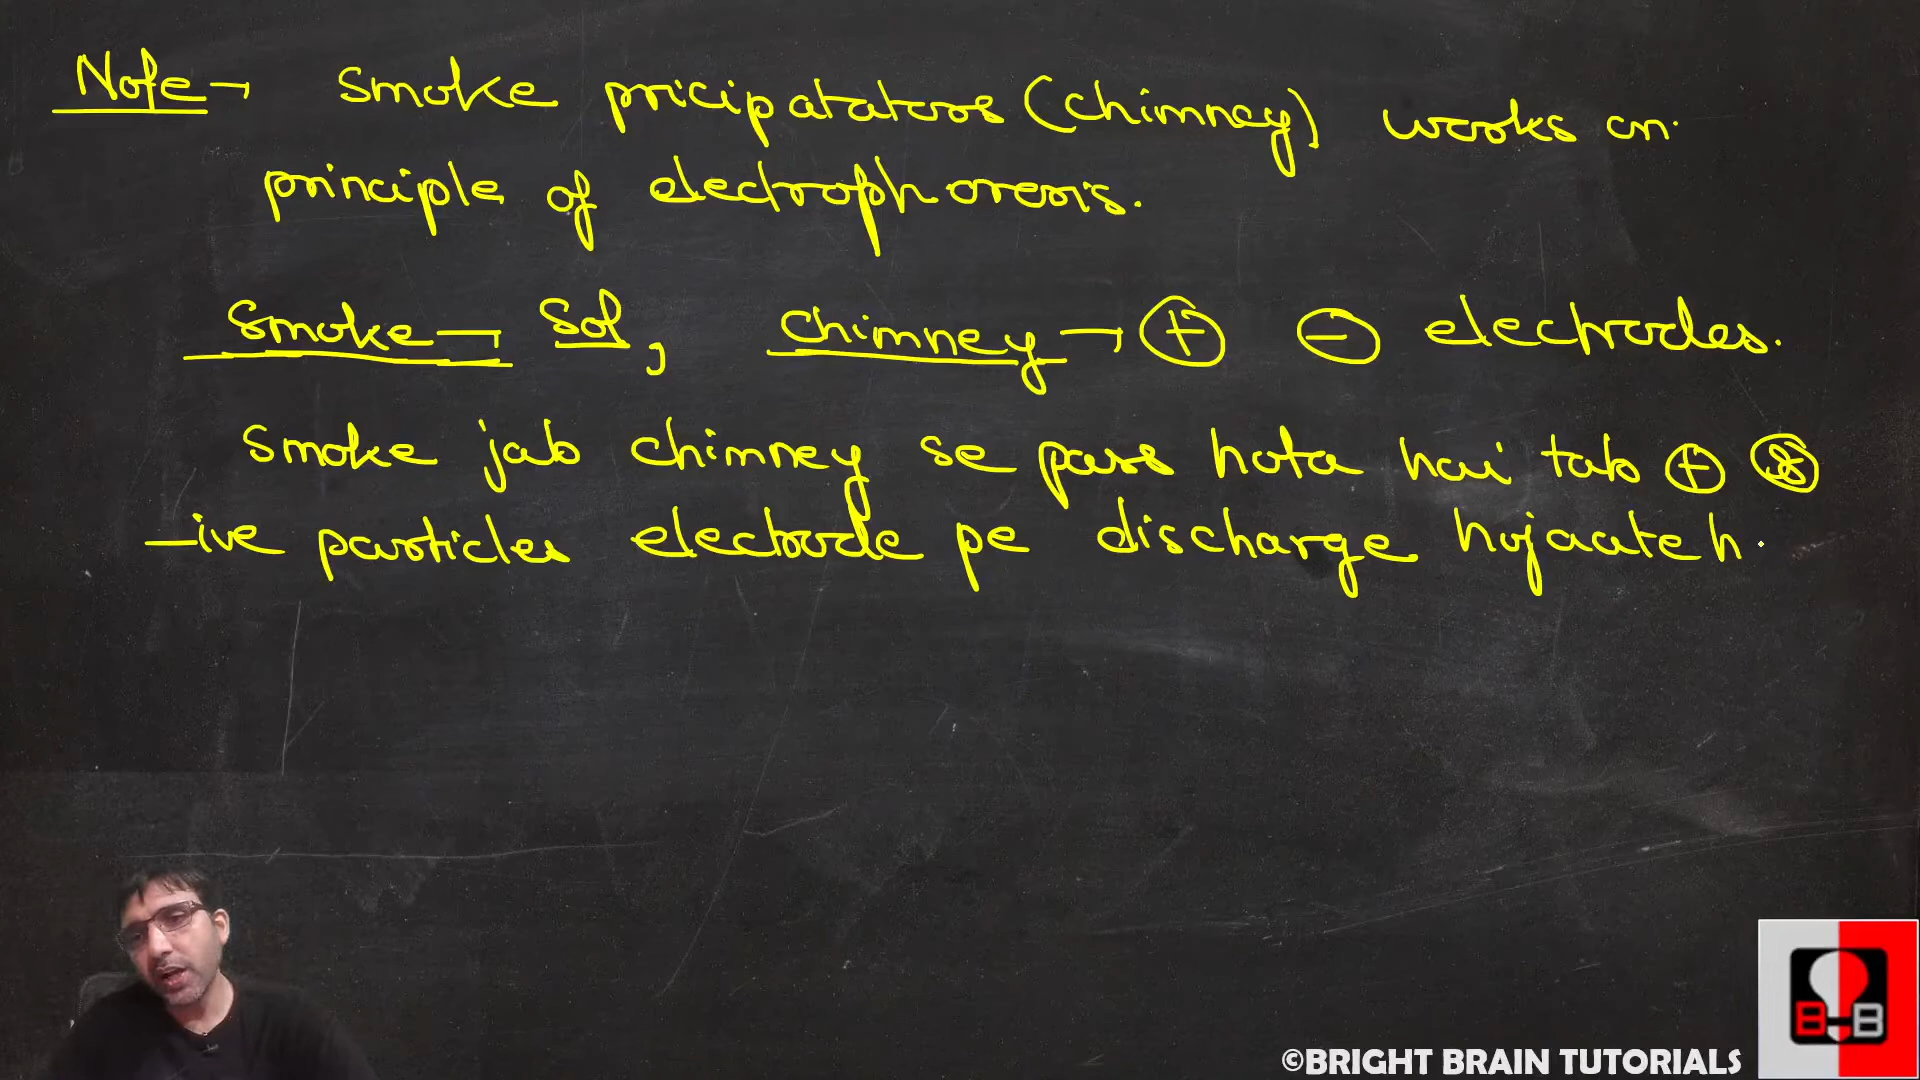 Note → Smoke pricipatators (chimney) works on.
principle of electrophoresis.
Smoke → Sol, chimney → + - electrodes.
Smoke jab chimney se pass hota hai tab + &
-ive particles electrode pe discharge hojaate h.
B B
©BRIGHT BRAIN TUTORIALS